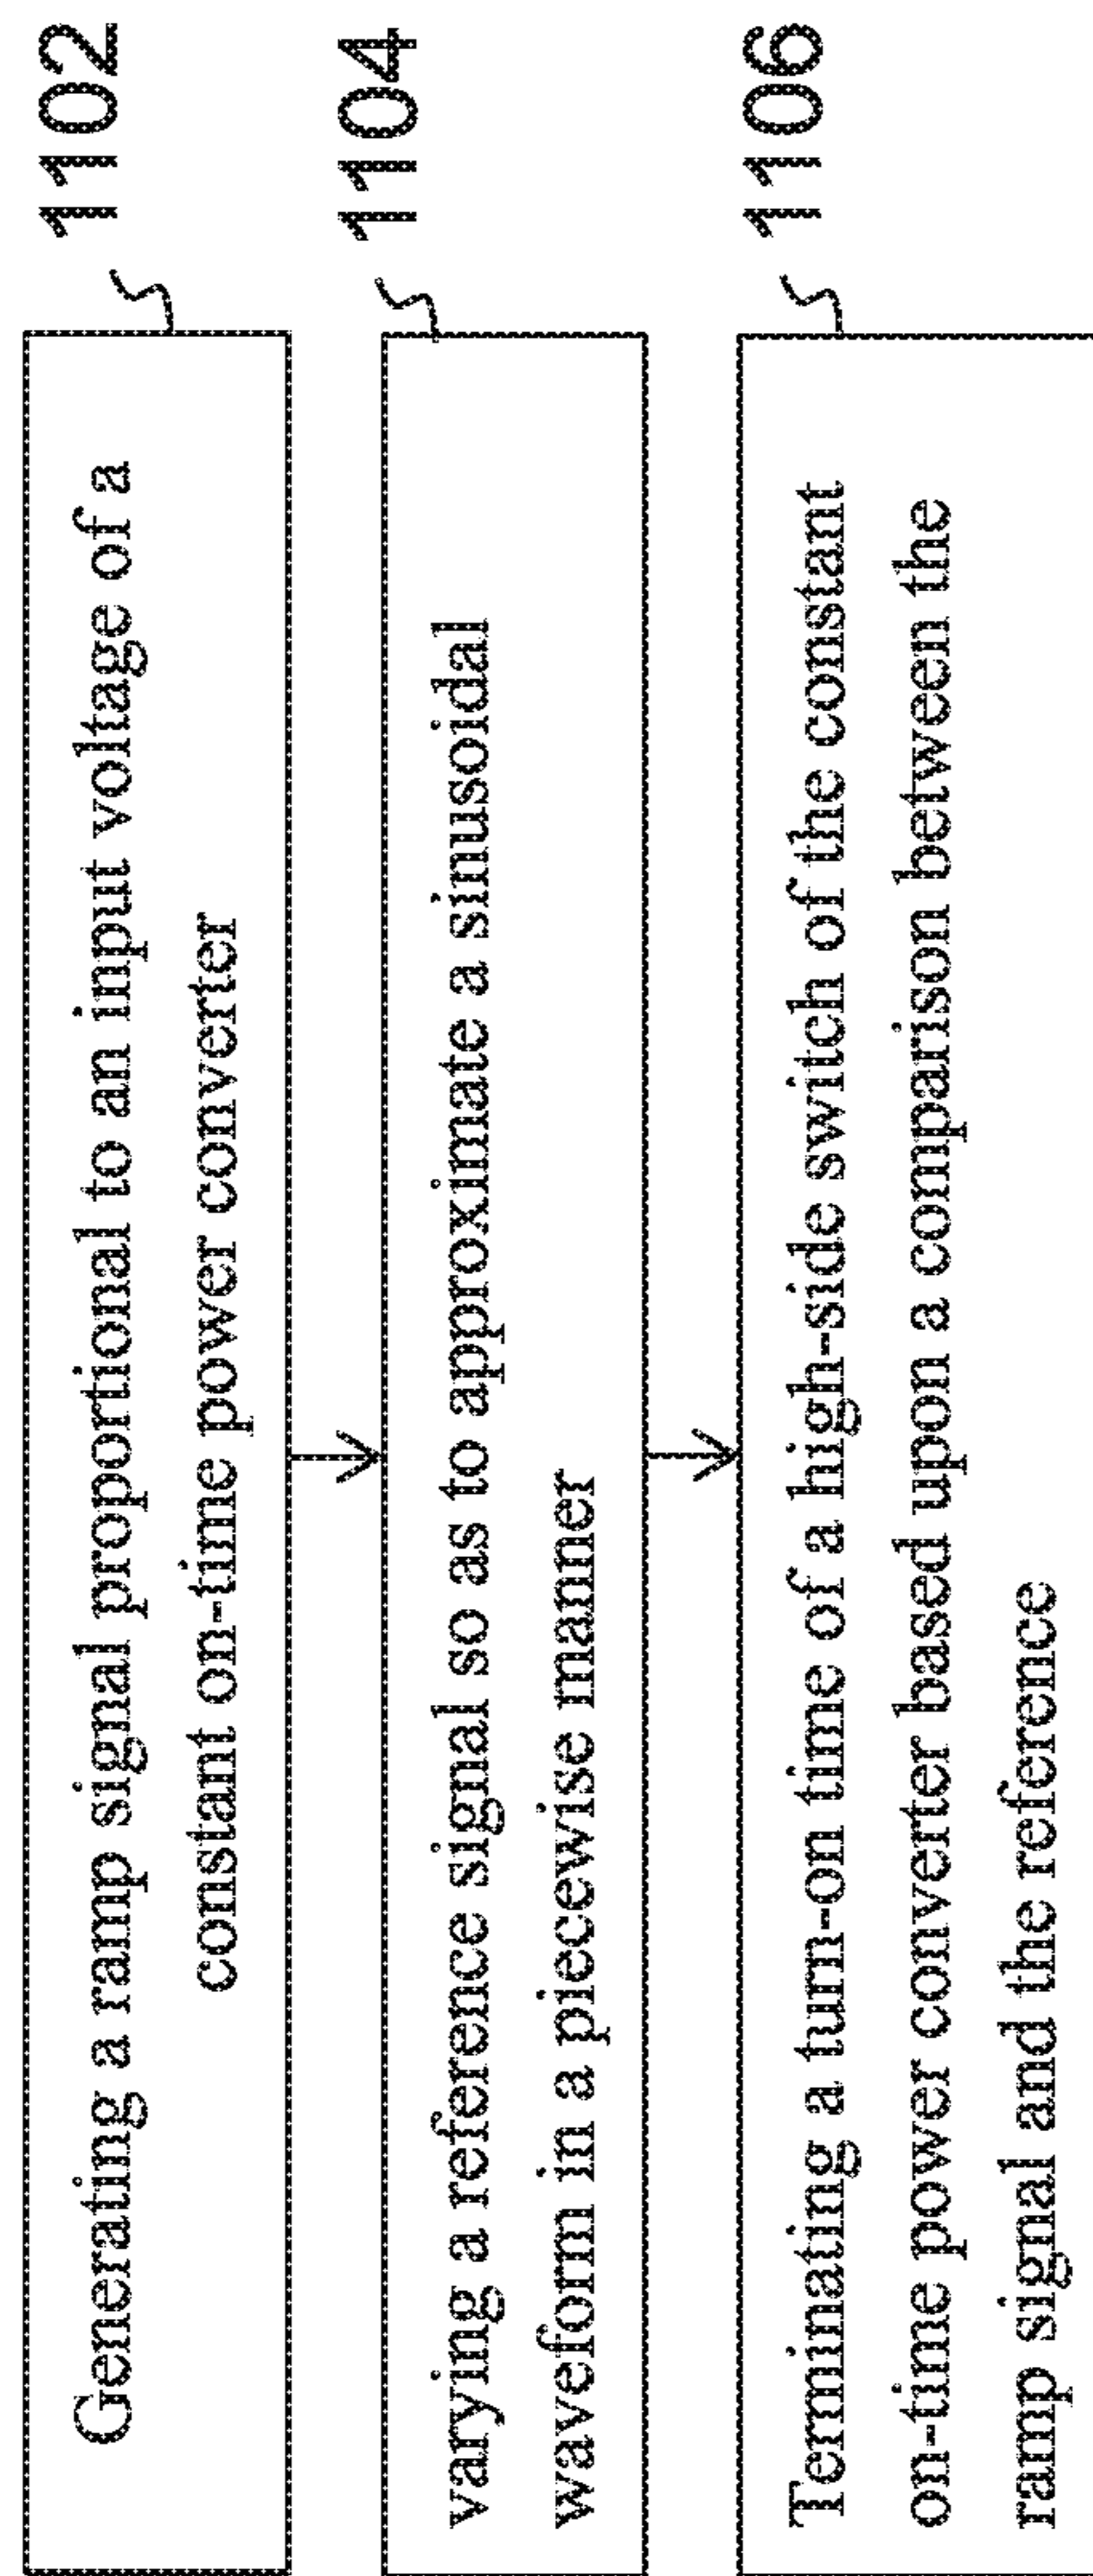 Generating a ramp signal proportional to an input voltage of a
constant on-time power converter
1102
varying a reference signal so as to approximate a sinusoidal
waveform in a piecewise manner
1104
Terminating a turn-on time of a high-side switch of the constant
on-time power converter based upon a comparison between the
ramp signal and the reference
1106